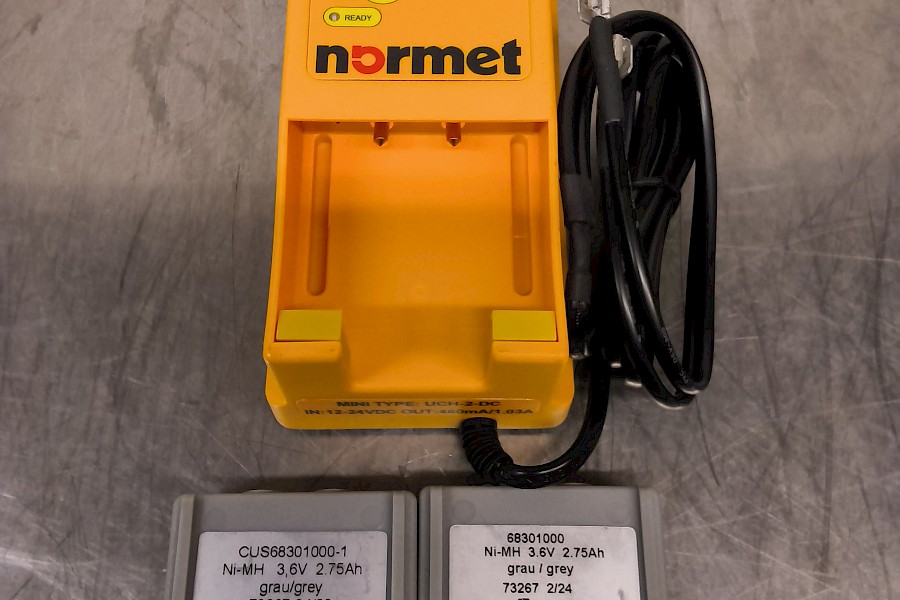 READY
normet
MINI TYPE: UCH-2-DC
IN:12-24VDC OUT:460mA/1.03A
CUS68301000-1
Ni-MH 3,6V 2.75Ah
grau/grey
68301000
Ni-MH 3.6V 2.75Ah
grau / grey
73267 2/24